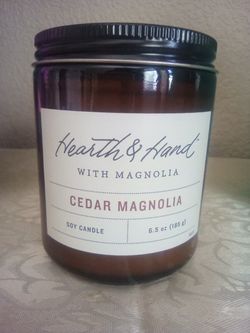 Hearth & Hand
WITH MAGNOLIA
CEDAR MAGNOLIA
SOY CANDLE 6.5 oz (185 g)